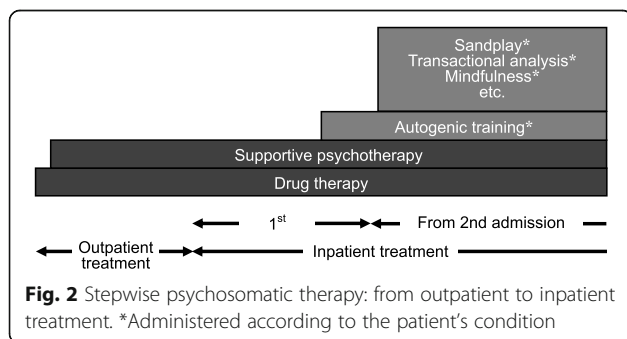 Sandplay*
Transactional analysis*
Mindfulness*
etc.
Autogenic training*
Supportive psychotherapy
Drug therapy
1st
From 2nd admission
Outpatient
treatment
Inpatient treatment
Fig. 2 Stepwise psychosomatic therapy: from outpatient to inpatient
treatment. *Administered according to the patient’s condition